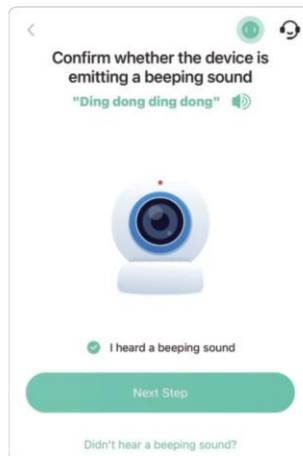 Confirm whether the device is
emitting a beeping sound
"Ding dong ding dong"
I heard a beeping sound
Next Step
Didn't hear a beeping sound?